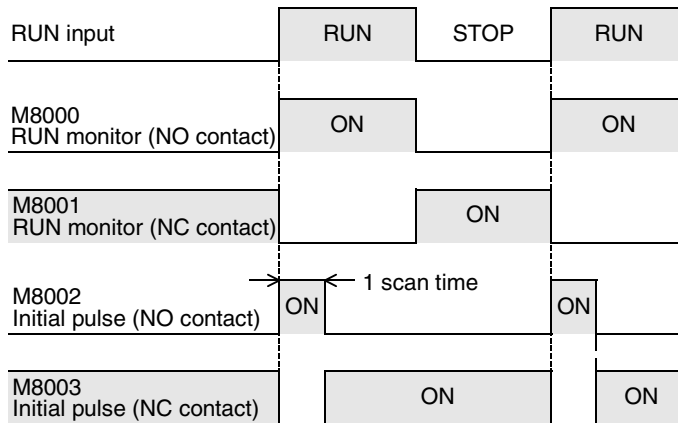 RUN input
RUN
STOP
RUN
M8000
RUN monitor (NO contact)
ON
ON
M8001
RUN monitor (NC contact)
ON
1 scan time
M8002
Initial pulse (NO contact)
ON
ON
M8003
Initial pulse (NC contact)
ON
ON